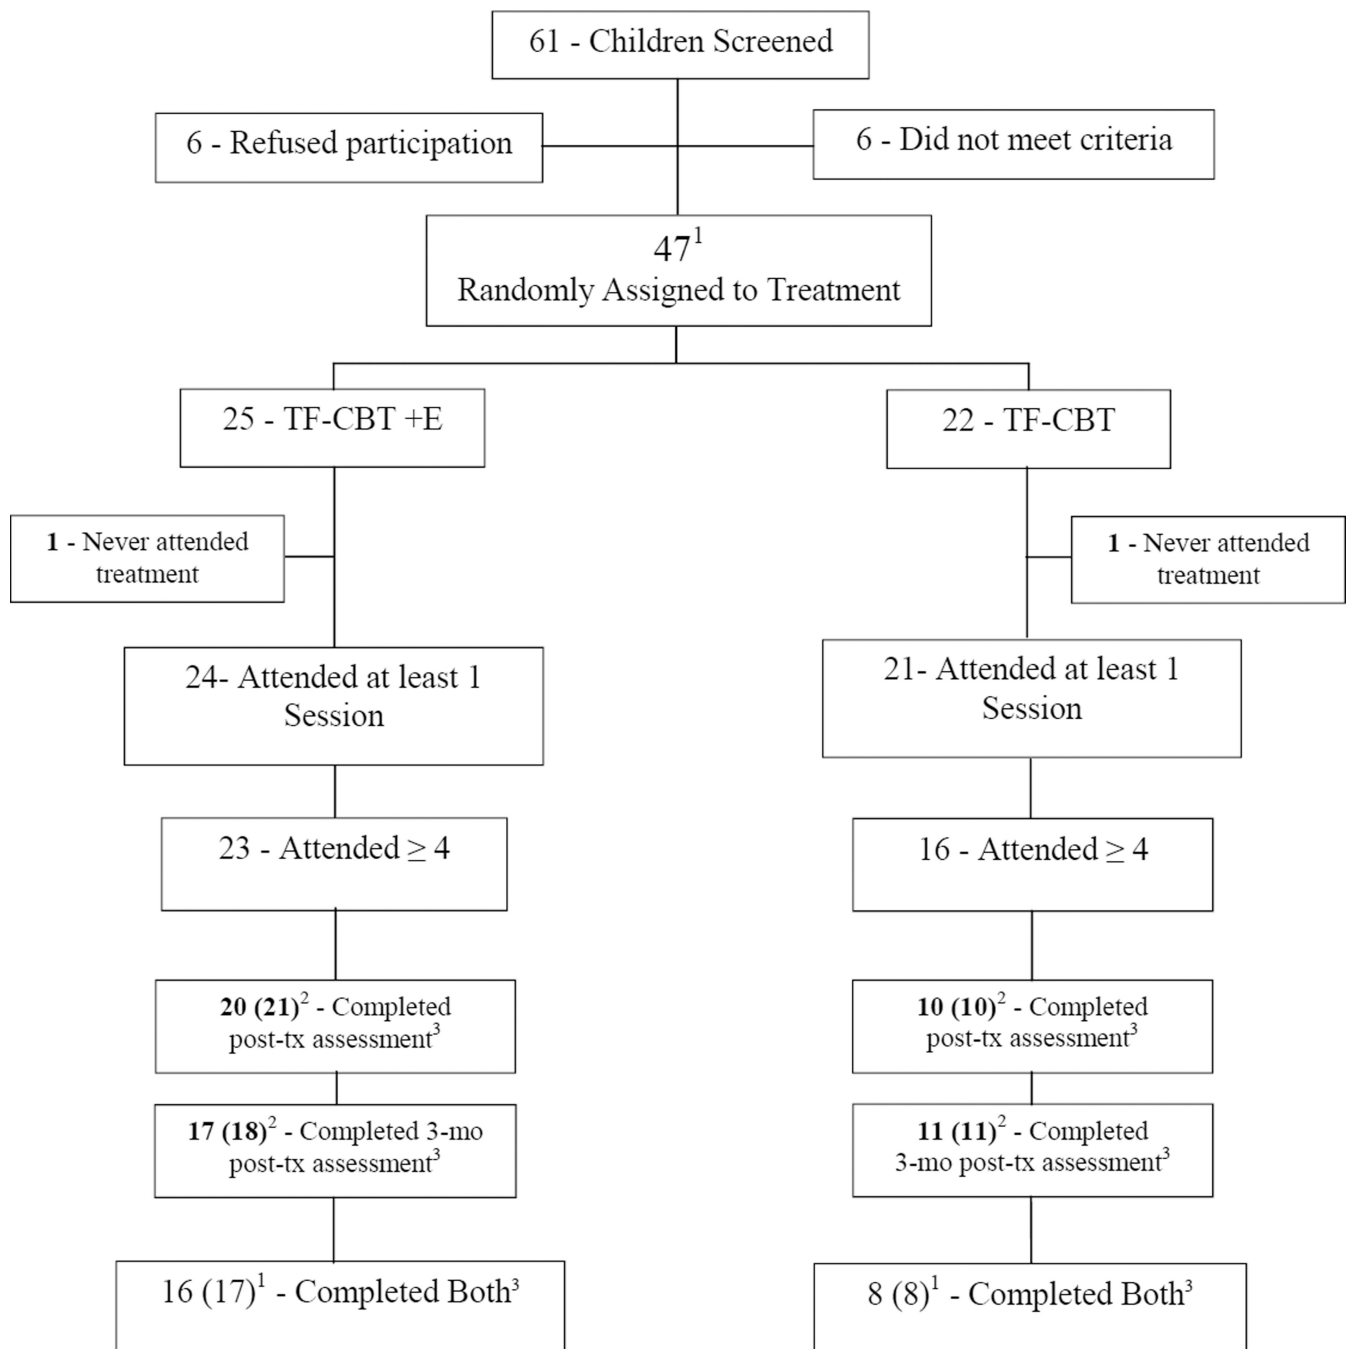 61 - Children Screened
6 - Refused participation
6 - Did not meet criteria
47¹
Randomly Assigned to Treatment
25 - TF-CBT +E
22 - TF-CBT
1 - Never attended
treatment
1 - Never attended
treatment
24- Attended at least 1
Session
21- Attended at least 1
Session
23 - Attended ≥ 4
16 - Attended ≥ 4
20 (21)² - Completed
post-tx assessment³
10 (10)² - Completed
post-tx assessment³
17 (18)² - Completed 3-mo
post-tx assessment³
11 (11)² - Completed
3-mo post-tx assessment³
16 (17)¹ - Completed Both³
8 (8)¹ - Completed Both³